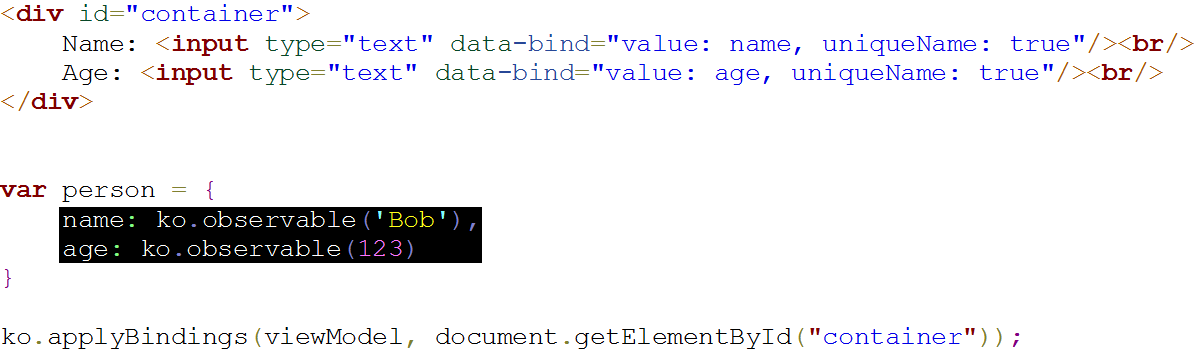 <div id="container">
    Name: <input type="text" data-bind="value: name, uniqueName: true"/><br/>
    Age: <input type="text" data-bind="value: age, uniqueName: true"/><br/>
</div>
var person = {
    name: ko.observable('Bob'),
    age: ko.observable(123)
}
ko.applyBindings(viewModel, document.getElementById("container"));